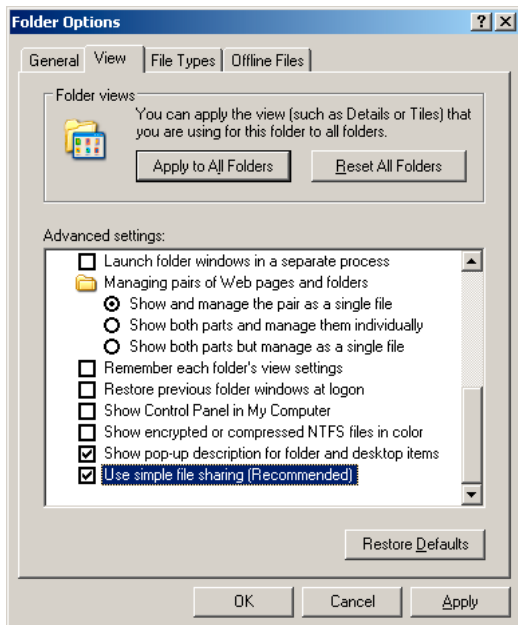 Folder Options
General
View
File Types
Offline Files
Folder views
You can apply the view (such as Details or Tiles) that
you are using for this folder to all folders.
Apply to All Folders
Reset All Folders
Advanced settings:
Launch folder windows in a separate process
Managing pairs of Web pages and folders
Show and manage the pair as a single file
Show both parts and manage them individually
Show both parts but manage as a single file
Remember each folder's view settings
Restore previous folder windows at logon
Show Control Panel in My Computer
Show encrypted or compressed NTFS files in color
Show pop-up description for folder and desktop items
Use simple file sharing (Recommended)
Restore Defaults
OK
Cancel
Apply